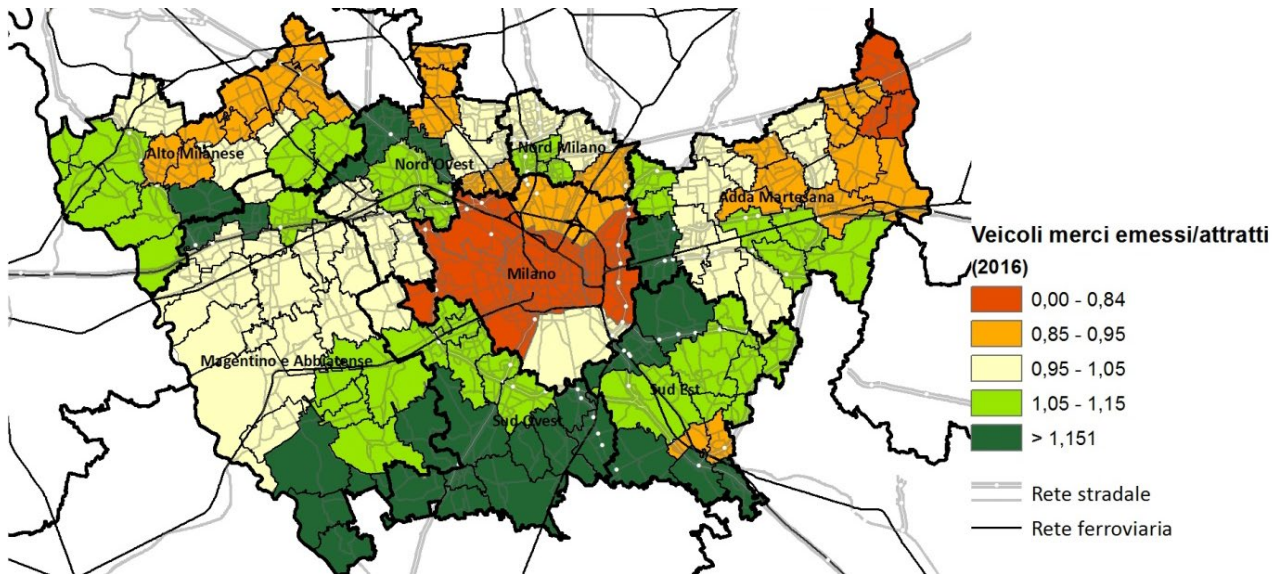 Alto Milanese
Nord Ovest
Nord Milano
Adda Martesana
Milano
Magentino e Abbiatense
Sud Ovest
Sud Est
Veicoli merci emessi/attratti
(2016)
0,00 - 0,84
0,85 - 0,95
0,95 - 1,05
1,05 - 1,15
> 1,151
Rete stradale
Rete ferroviaria